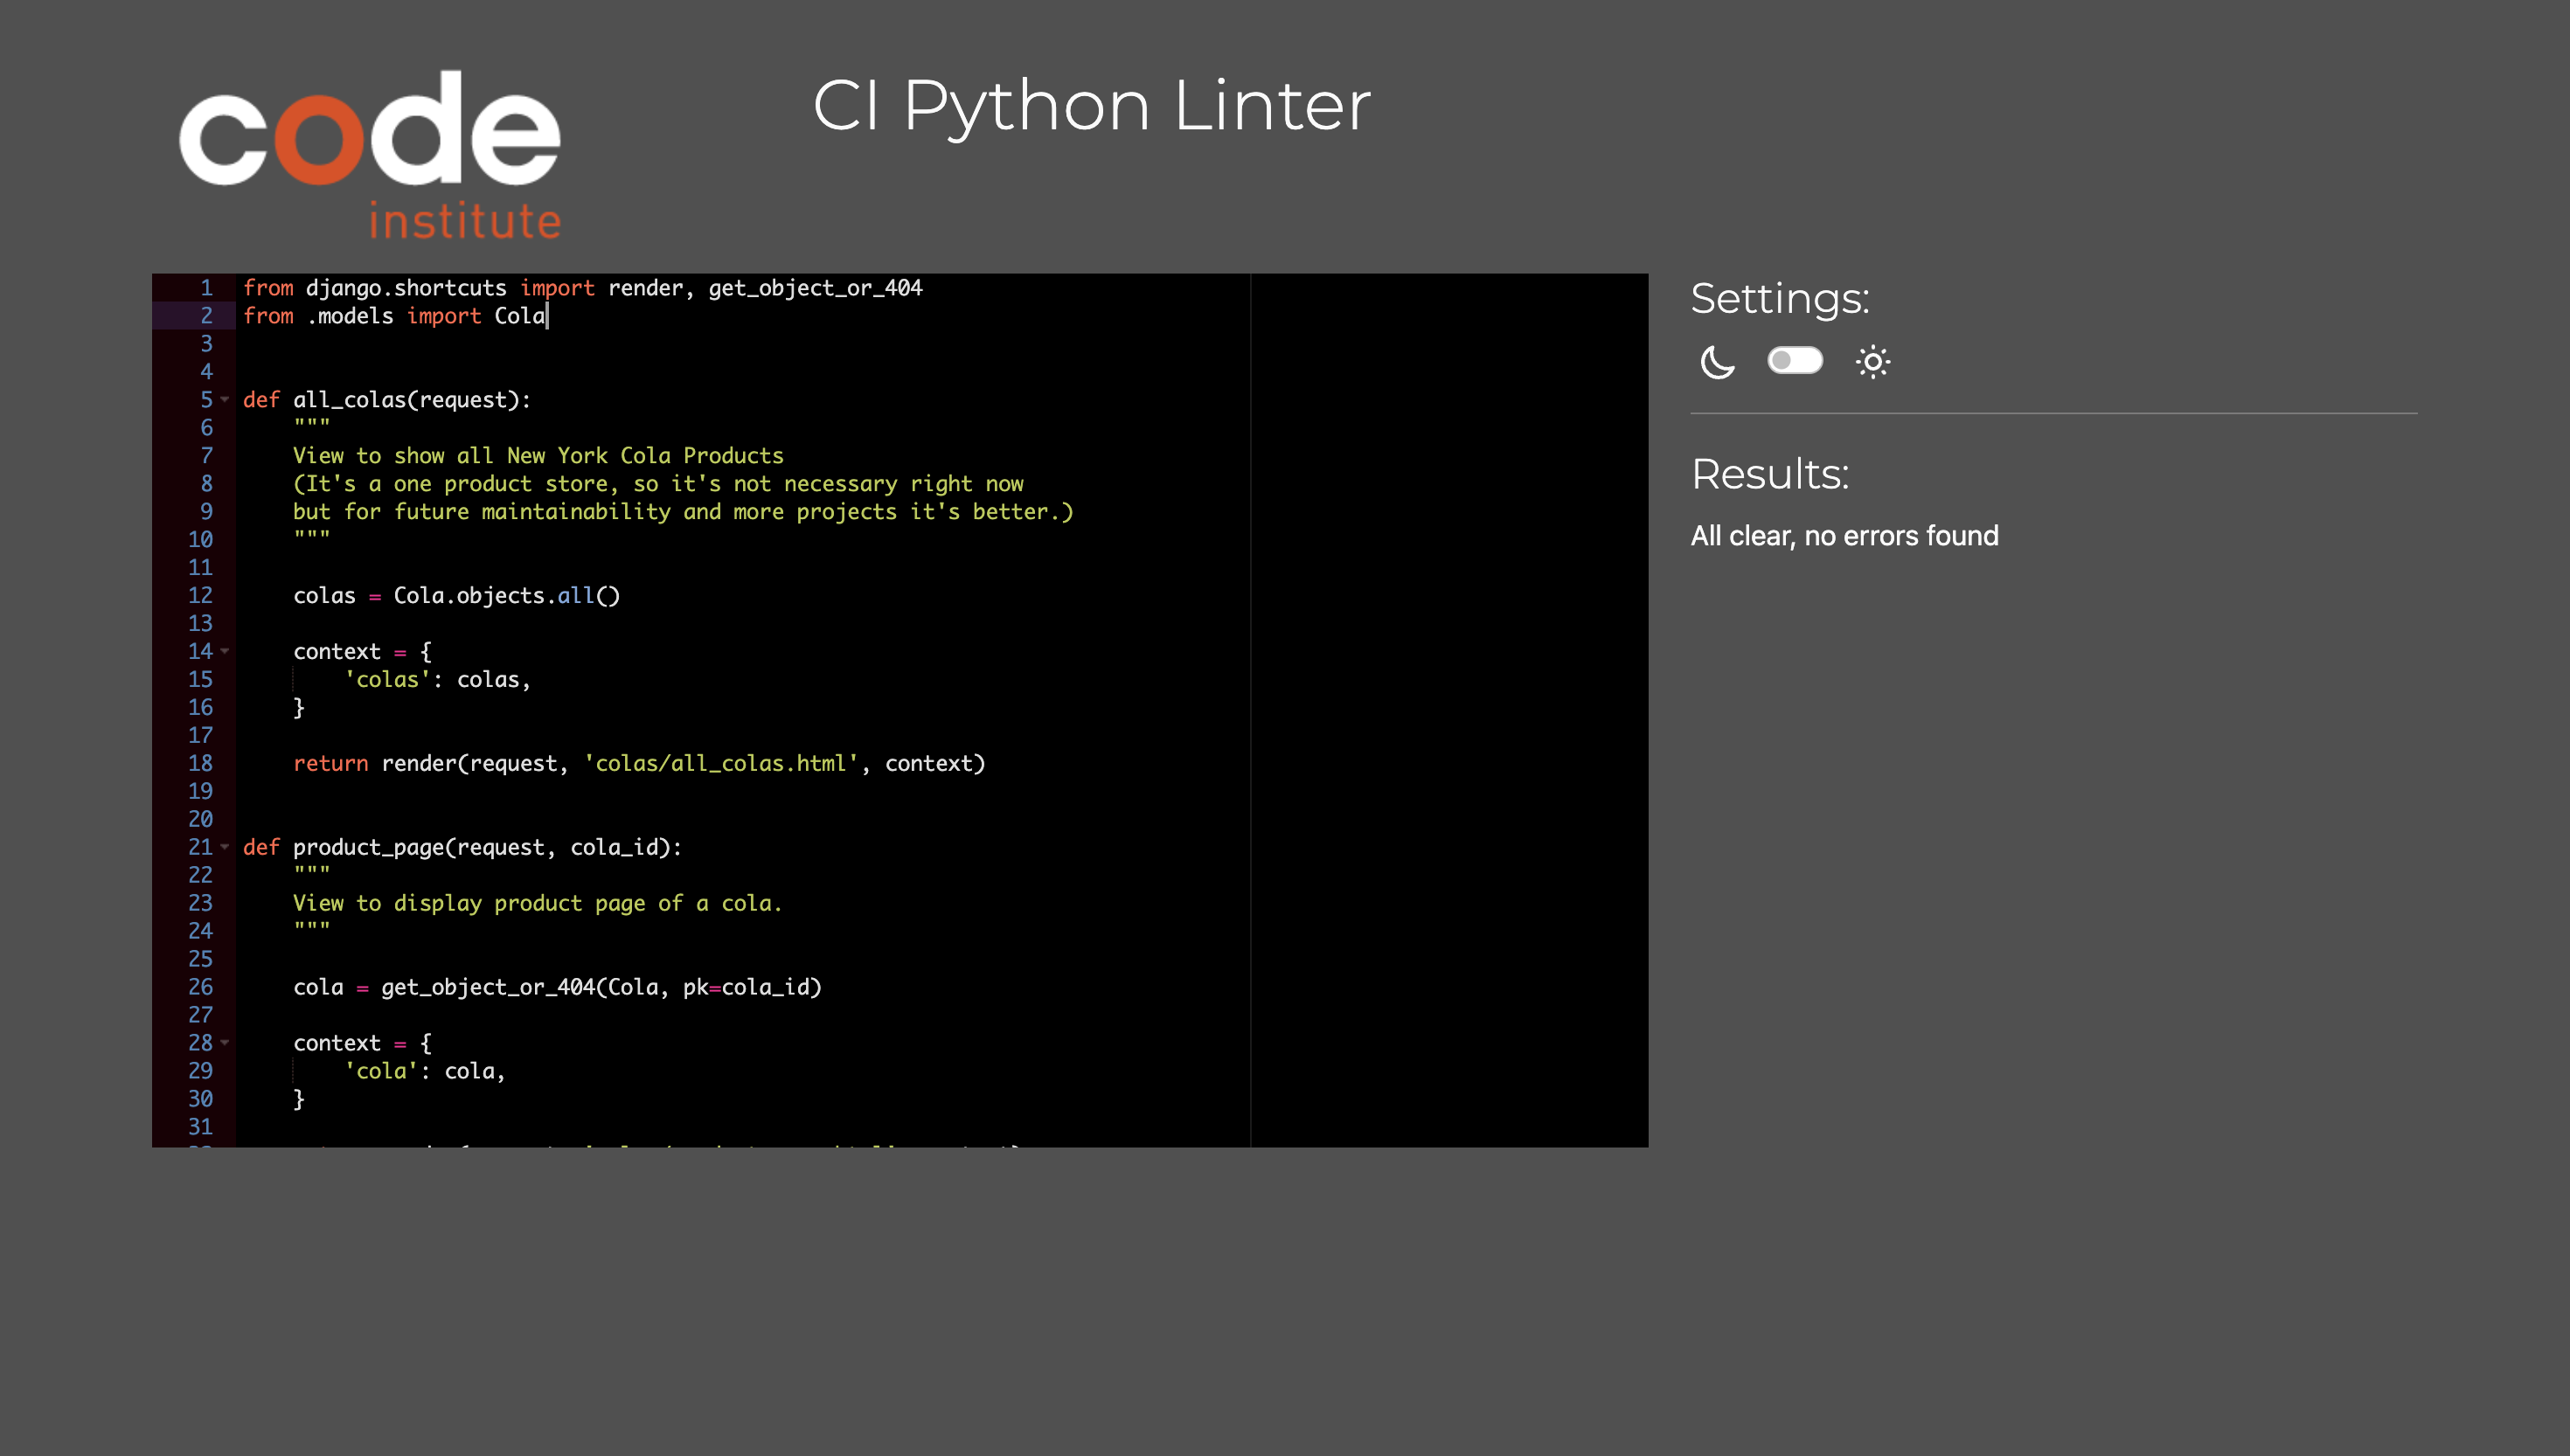 code
institute
CI Python Linter
1 from django.shortcuts import render, get_object_or_404
2 from .models import Cola
3
4
5 def all_colas(request):
6     """
7     View to show all New York Cola Products
8     (It's a one product store, so it's not necessary right now
9     but for future maintainability and more projects it's better.)
10     """
11
12     colas = Cola.objects.all()
13
14     context = {
15         'colas': colas,
16     }
17
18     return render(request, 'colas/all_colas.html', context)
19
20
21 def product_page(request, cola_id):
22     """
23     View to display product page of a cola.
24     """
25
26     cola = get_object_or_404(Cola, pk=cola_id)
27
28     context = {
29         'cola': cola,
30     }
31
Settings:
Results:
All clear, no errors found